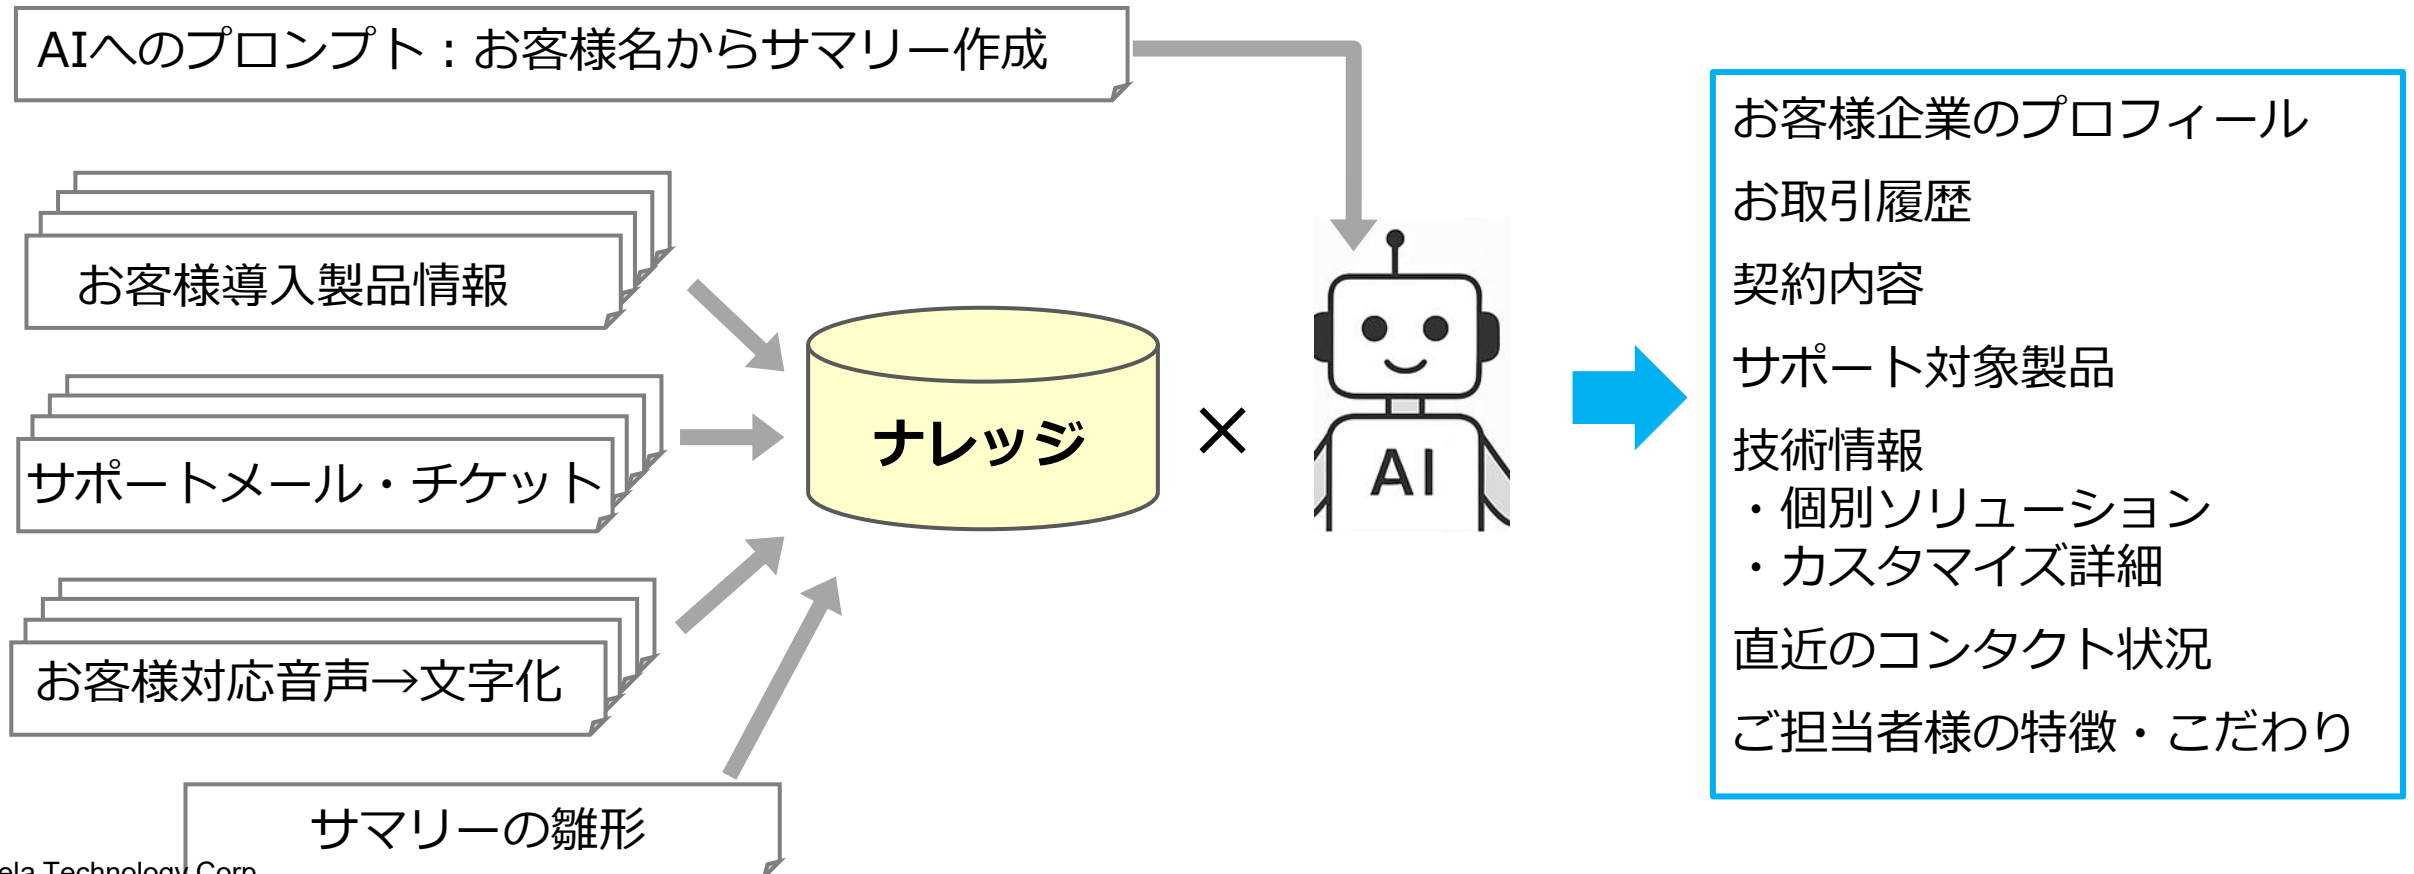 AIへのプロンプト：お客様名からサマリー作成
お客様導入製品情報
サポートメール・チケット
お客様対応音声→文字化
サマリーの雛形
ナレッジ
×
AI
お客様企業のプロフィール
お取引履歴
契約内容
サポート対象製品
技術情報
・個別ソリューション
・カスタマイズ詳細
直近のコンタクト状況
ご担当者様の特徴・こだわり
Technology Corp